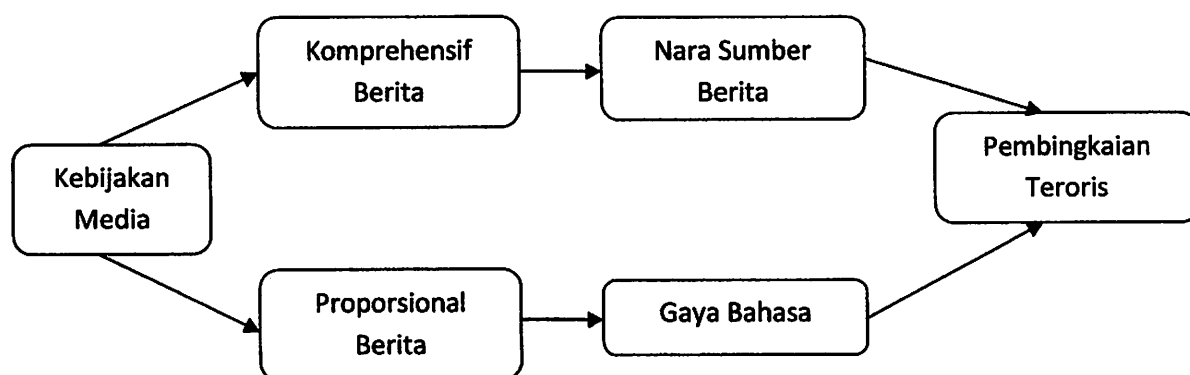 Kebijakan
Media
Komprehensif
Berita
Nara Sumber
Berita
Proporsional
Berita
Gaya Bahasa
Pembingkaian
Teroris